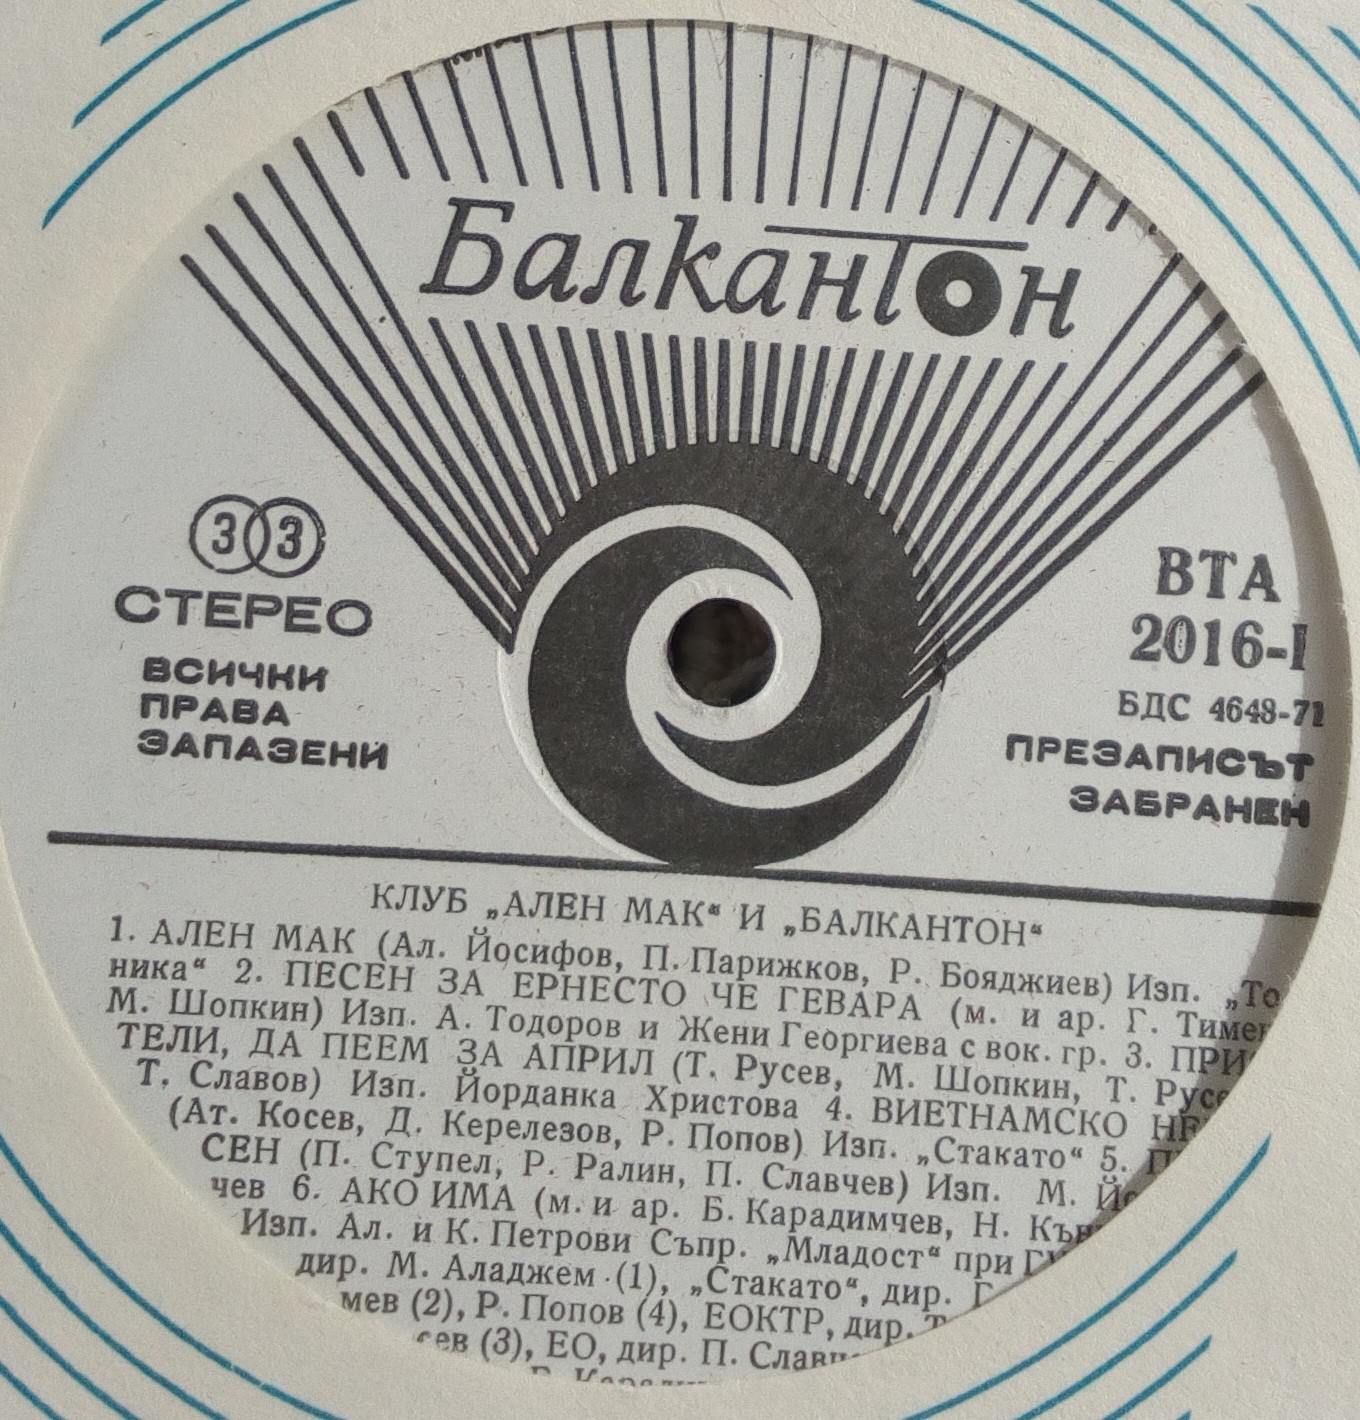 Балкантон
33
СТЕРЕО
ВСИЧКИ
ПРАВА
ЗАПАЗЕНИ
ВТА
2016-I
БДС 4648-71
ПРЕЗАПИСЪТ
ЗАБРАНЕН
КЛУБ „АЛЕН МАК“ И „БАЛКАНТОН“
1. АЛЕН МАК (Ал. Йосифов, П. Парижков, Р. Бояджиев) Изп. „То
ника“ 2. ПЕСЕН ЗА ЕРНЕСТО ЧЕ ГЕВАРА (м. и ар. Г.
М. Шопкин) Изп. А. Тодоров и Жени Георгиева с вок. гр. 3.
ТЕЛИ, ДА ПЕЕМ ЗА АПРИЛ (Т. Русев, М. Шопкин, Т.
Т. Славов) Изп. Йорданка Христова 4. ВИЕТНАМСКО
(Ат. Косев, Д. Керелезов, Р. Попов) Изп. „Стакато“ 5.
СЕН (П. Ступел, Р. Ралин, П. Славчев) Изп. М.
чев 6. АКО ИМА (м. и ар. Б. Карадимчев, Н.
Изп. Ал. и К. Петрови Съпр. „Младост“ при
дир. М. Аладжем (1), „Стакато“, дир. Г.
мев (2), Р. Попов (4), ЕОКТР, дир. Т.
сев (3), ЕО, дир. П.